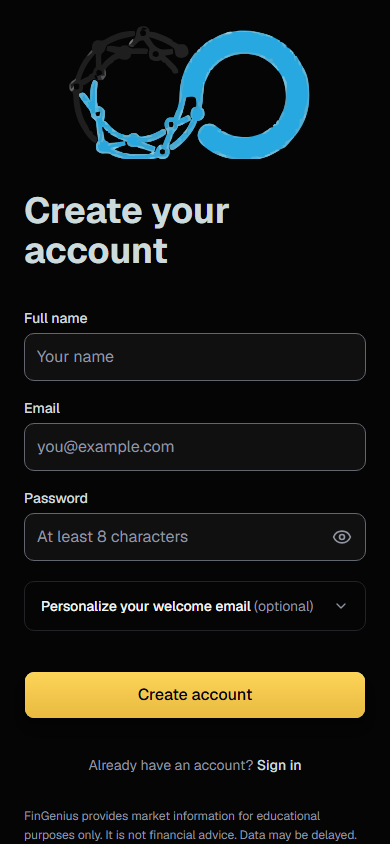 Create your
account
Full name
Your name
Email
you@example.com
Password
At least 8 characters
Personalize your welcome email (optional)
Create account
Already have an account? Sign in
FinGenius provides market information for educational
purposes only. It is not financial advice. Data may be delayed.